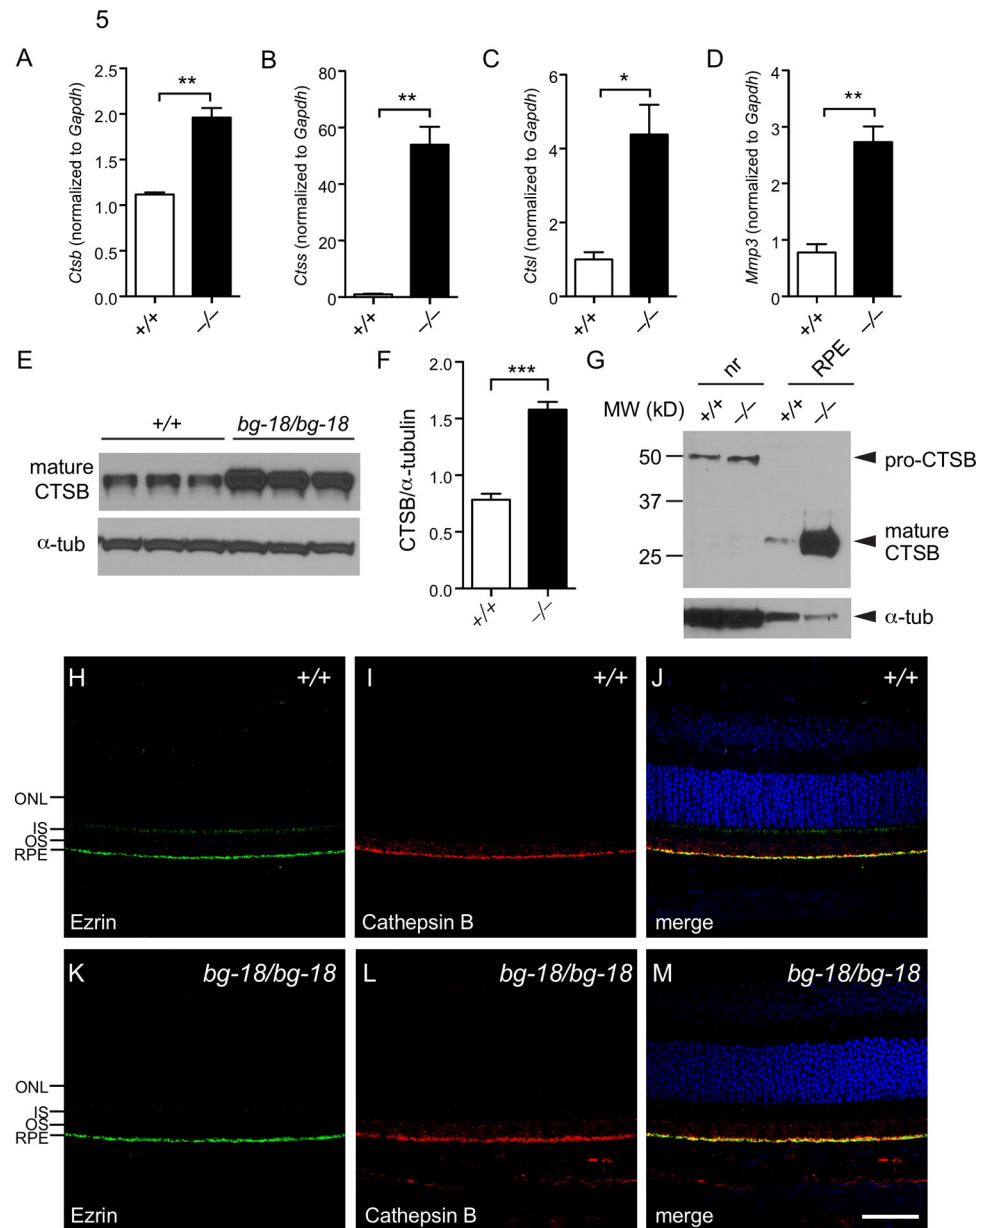 5
A
Ctsb (normalized to Gapdh)
2.5
2.0
1.5
1.0
0.5
0.0
**
+/+
–/–
B
Ctss (normalized to Gapdh)
80
60
40
20
0
**
+/+
–/–
C
Ctsl (normalized to Gapdh)
6
4
2
0
*
+/+
–/–
D
Mmp3 (normalized to Gapdh)
4
3
2
1
0
**
+/+
–/–
E
+/+
bg-18/bg-18
mature
CTSB
α-tub
F
CTSB/α-tubulin
2.0
1.5
1.0
0.5
0.0
***
+/+
–/–
G
nr
RPE
MW (kD)
+/+
–/–
+/+
–/–
50
37
25
pro-CTSB
mature
CTSB
α-tub
H
+/+
ONL
IS
OS
RPE
Ezrin
I
+/+
Cathepsin B
J
+/+
merge
K
bg-18/bg-18
ONL
IS
OS
RPE
Ezrin
L
bg-18/bg-18
Cathepsin B
M
bg-18/bg-18
merge